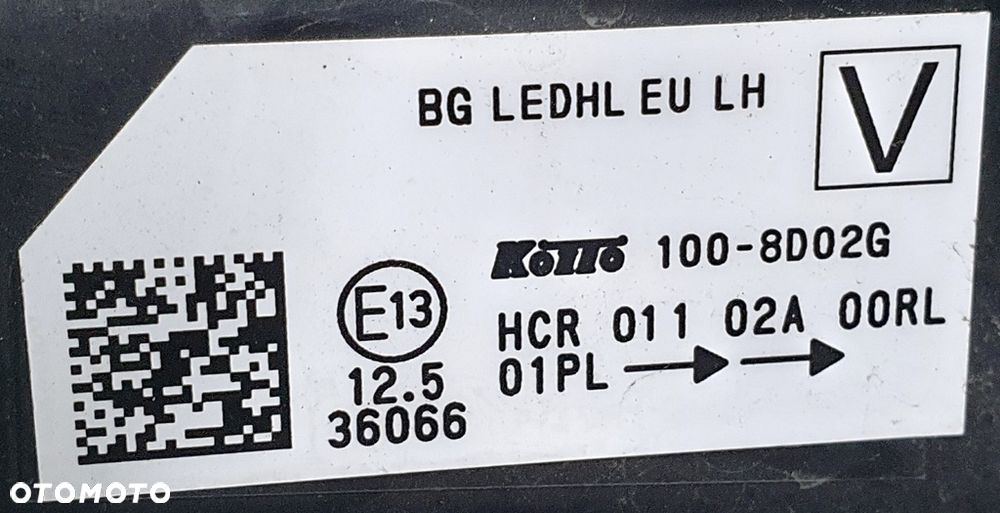 BG LEDHL EU LH
V
KOITO 100-8D02G
E13
HCR 011 02A 00RL
12.5
01PL → →
36066
OTOMOTO